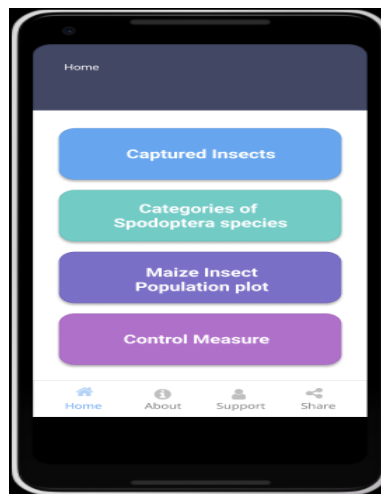 Home
Captured Insects
Categories of
Spodoptera species
Maize Insect
Population plot
Control Measure
Home About Support Share